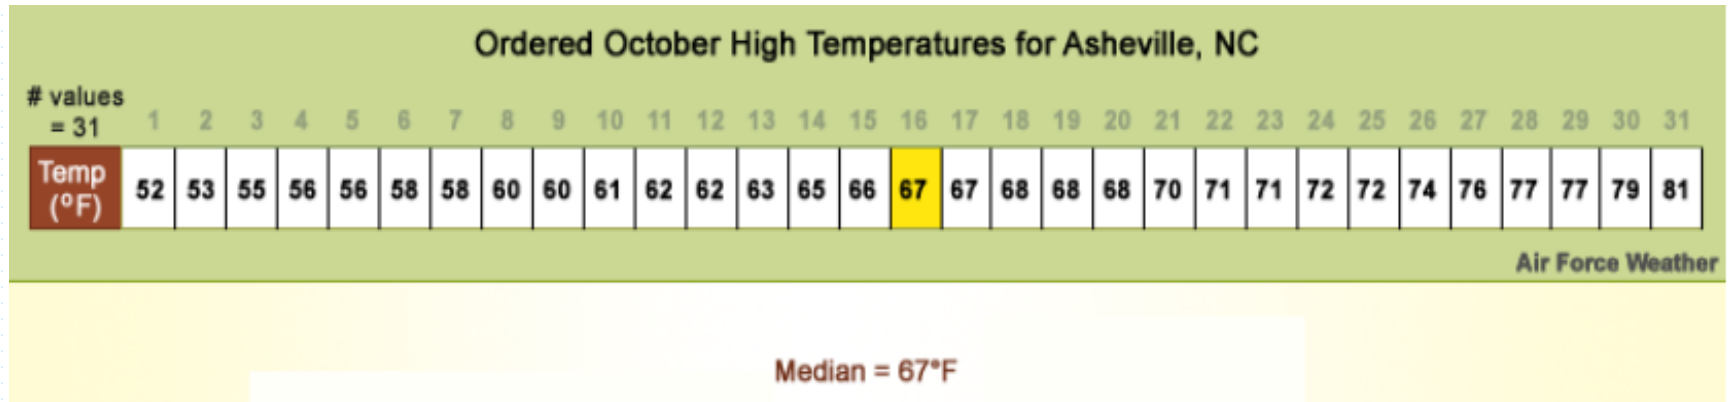 Ordered October High Temperatures for Asheville, NC
# values
= 31 1 2 3 4 5 6 7 8 9 10 11 12 13 14 15 16 17 18 19 20 21 22 23 24 25 26 27 28 29 30 31
Temp
(ºF) 52 53 55 56 56 58 58 60 60 61 62 62 63 65 66 67 67 68 68 68 70 71 71 72 72 74 76 77 77 79 81
Air Force Weather
Median = 67°F